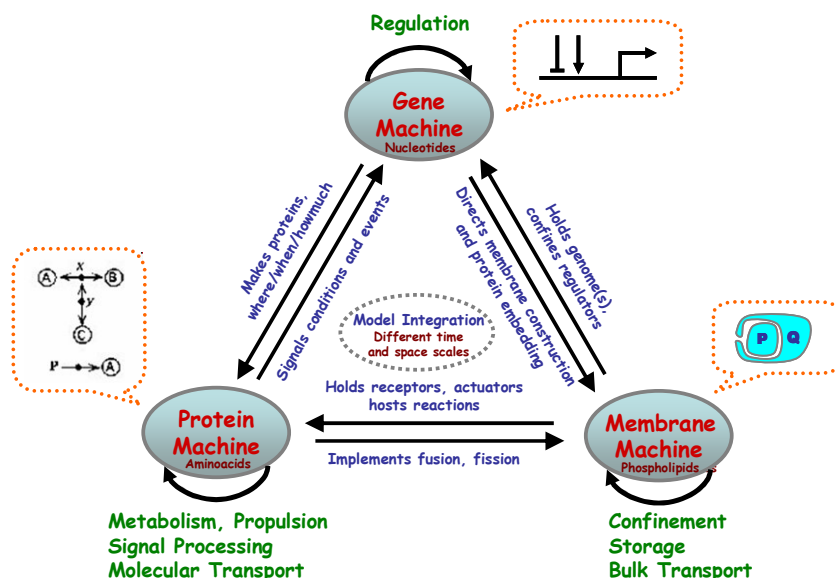 Regulation
Gene
Machine
Nucleotides
Makes proteins,
where/when/howmuch
Signals conditions and events
Directs membrane construction
and protein embedding
Holds genome(s),
confines regulators
A
x
B
y
C
P
A
Model Integration
Different time
and space scales
P
Q
Holds receptors, actuators
hosts reactions
Protein
Machine
Aminoacids
Membrane
Machine
Phospholipids
Implements fusion, fission
Metabolism, Propulsion
Signal Processing
Molecular Transport
Confinement
Storage
Bulk Transport